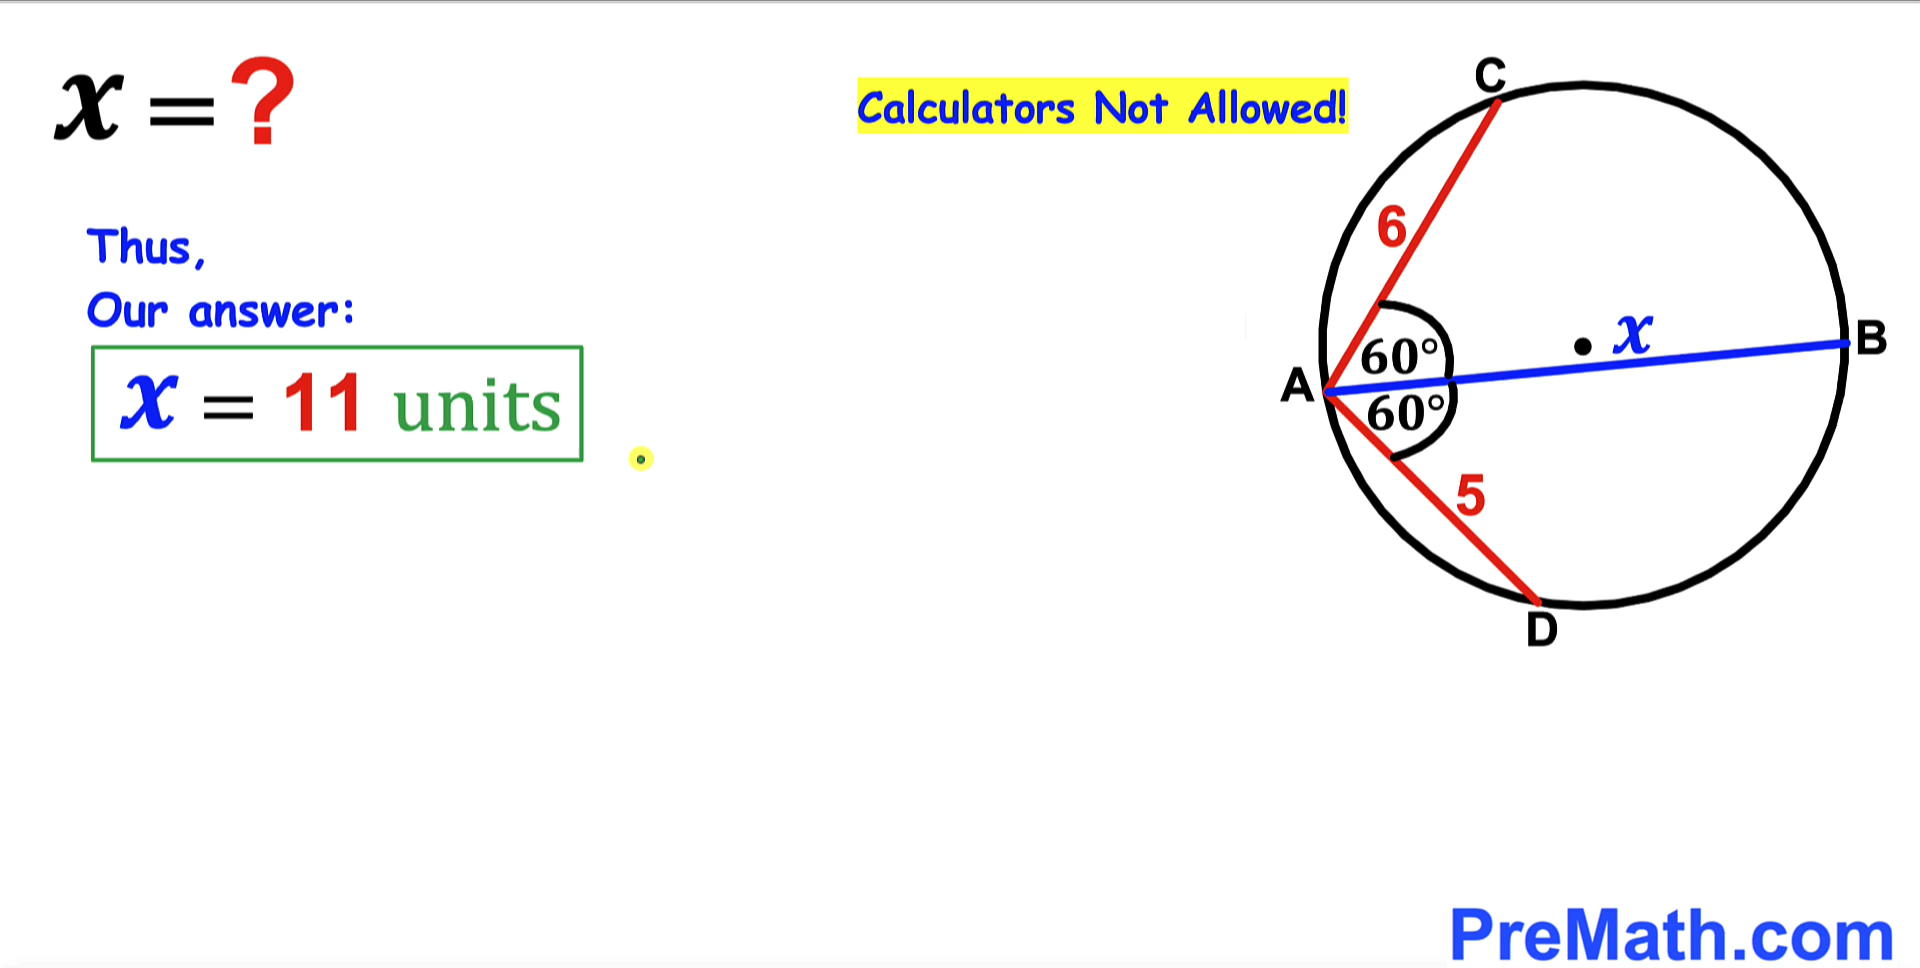 x = ?
Calculators Not Allowed!
Thus,
Our answer:
x = 11 units
C
6
60°
x
B
A
60°
5
D
PreMath.com